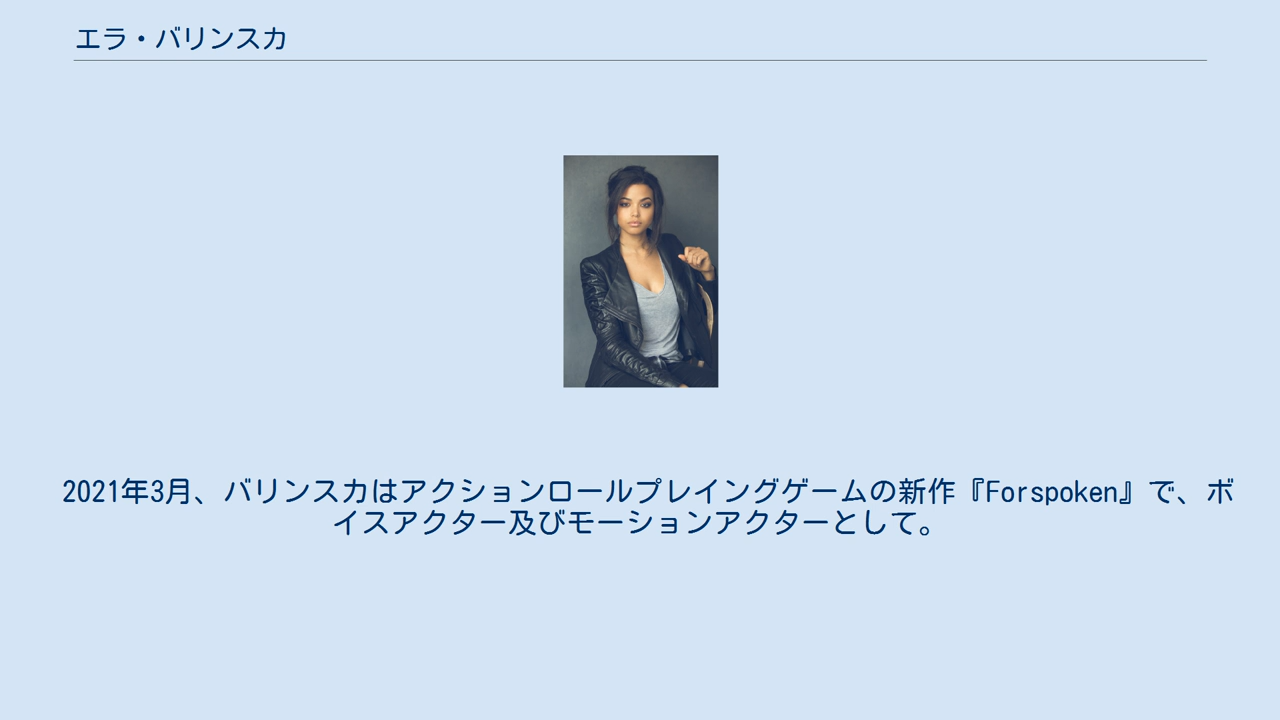 エラ・バリンスカ
2021年3月、バリンスカはアクションロールプレイングゲームの新作『Forspoken』で、ボ
イスアクター及びモーションアクターとして。